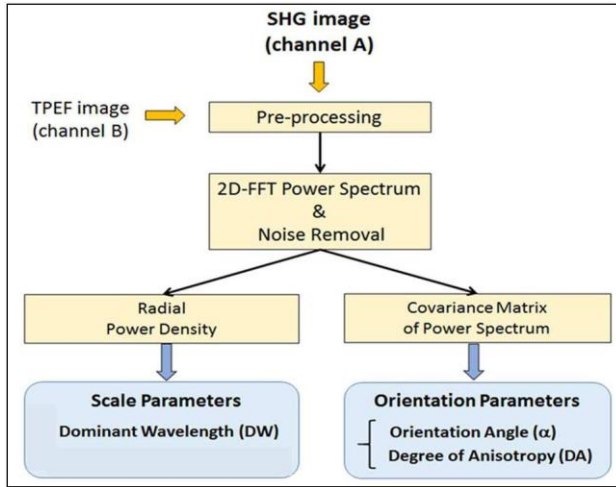 SHG image
(channel A)
TPEF image
(channel B)
Pre-processing
2D-FFT Power Spectrum
&
Noise Removal
Radial
Power Density
Covariance Matrix
of Power Spectrum
Scale Parameters
Dominant Wavelength (DW)
Orientation Parameters
Orientation Angle (α)
Degree of Anisotropy (DA)